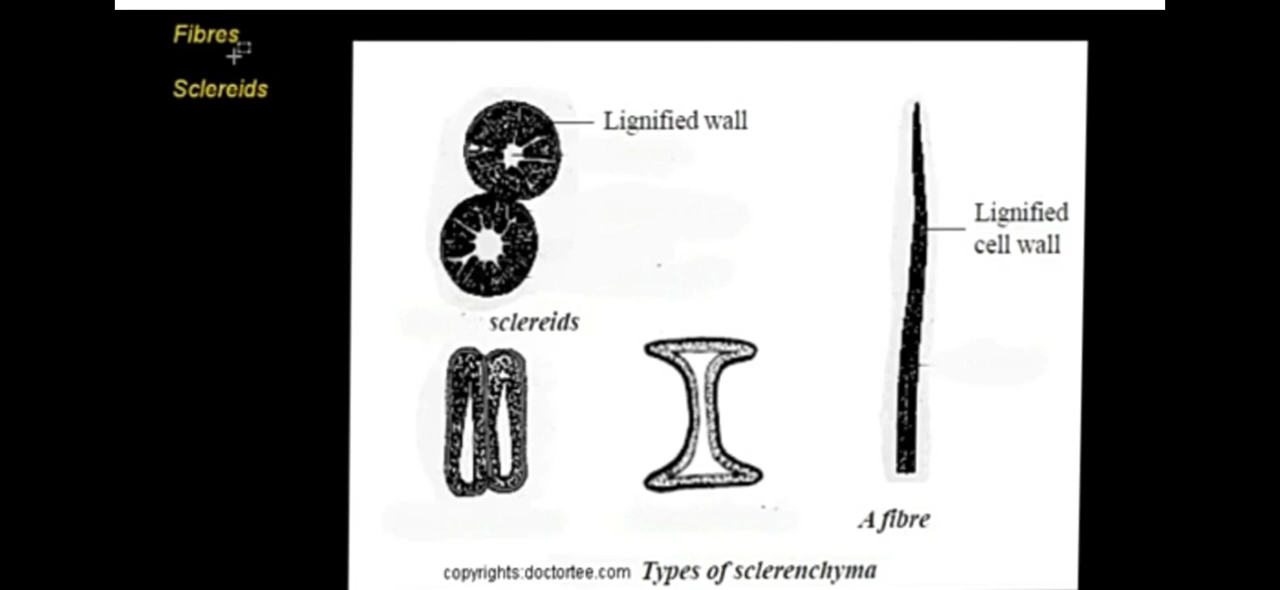 Fibres
Sclereids
Lignified wall
Lignified
cell wall
sclereids
A fibre
copyrights:doctortee.com Types of sclerenchyma